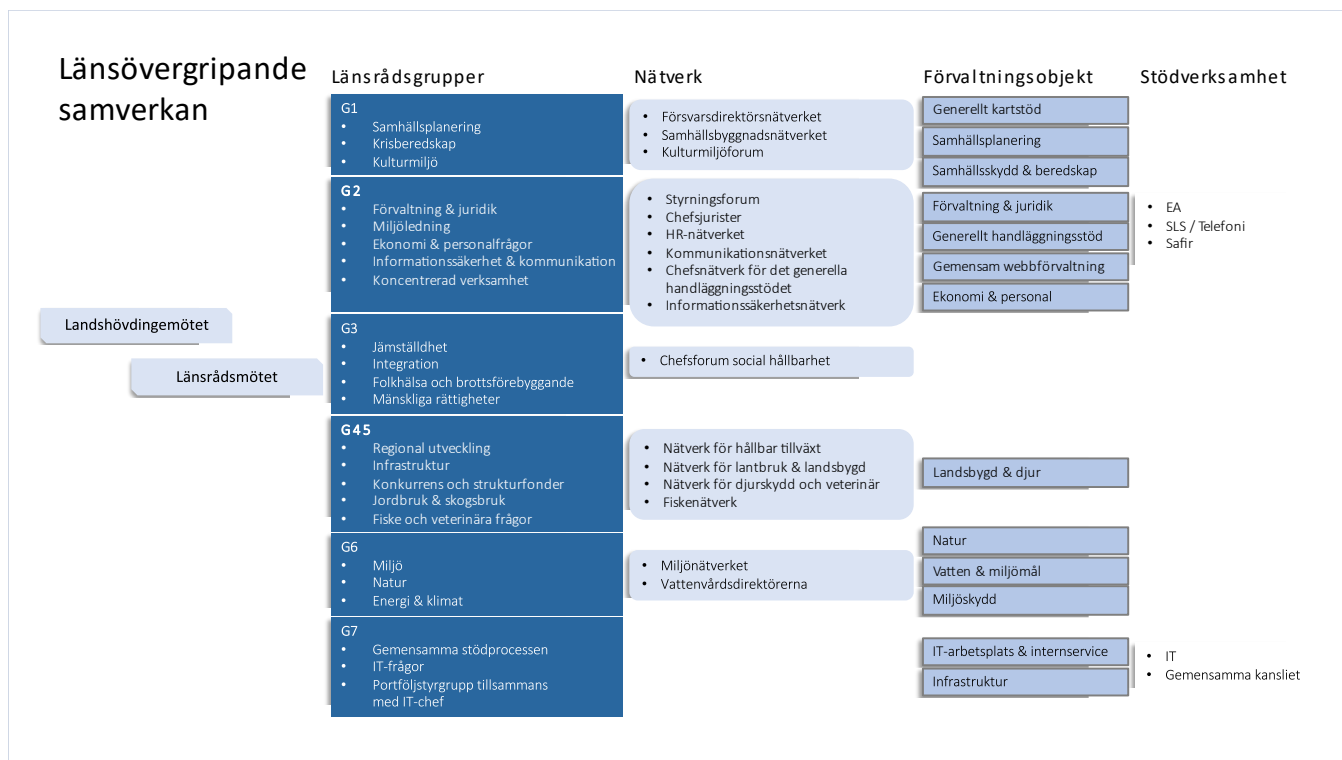 Länsövergripande
samverkan
Länsrådsgrupper
Nätverk
Förvaltningsobjekt
Stödverksamhet
Landshövdingemötet
Länsrådsmötet
G1
• Samhällsplanering
• Krisberedskap
• Kulturmiljö
• Försvarsdirektörsnätverket
• Samhällsbyggnadsnätverket
• Kulturmiljöforum
Generellt kartstöd
Samhällsplanering
Samhällsskydd & beredskap
G2
• Förvaltning & juridik
• Miljöledning
• Ekonomi & personalfrågor
• Informationssäkerhet & kommunikation
• Koncentrerad verksamhet
• Styrningsforum
• Chefsjurister
• HR-nätverket
• Kommunikationsnätverket
• Chefsnätverk för det generella
handläggningsstödet
• Informationssäkerhetsnätverk
Förvaltning & juridik
Generellt handläggningsstöd
Gemensam webbförvaltning
Ekonomi & personal
• EA
• SLS / Telefoni
• Safir
G3
• Jämställdhet
• Integration
• Folkhälsa och brottsförebyggande
• Mänskliga rättigheter
• Chefsforum social hållbarhet
G45
• Regional utveckling
• Infrastruktur
• Konkurrens och strukturfonder
• Jordbruk & skogsbruk
• Fiske och veterinära frågor
• Nätverk för hållbar tillväxt
• Nätverk för lantbruk & landsbygd
• Nätverk för djurskydd och veterinär
• Fiskenätverk
Landsbygd & djur
G6
• Miljö
• Natur
• Energi & klimat
• Miljönätverket
• Vattenvårdsdirektörerna
Natur
Vatten & miljömål
Miljöskydd
G7
• Gemensamma stödprocessen
• IT-frågor
• Portföljstyrgrupp tillsammans
med IT-chef
IT-arbetsplats & internservice
Infrastruktur
• IT
• Gemensamma kansliet